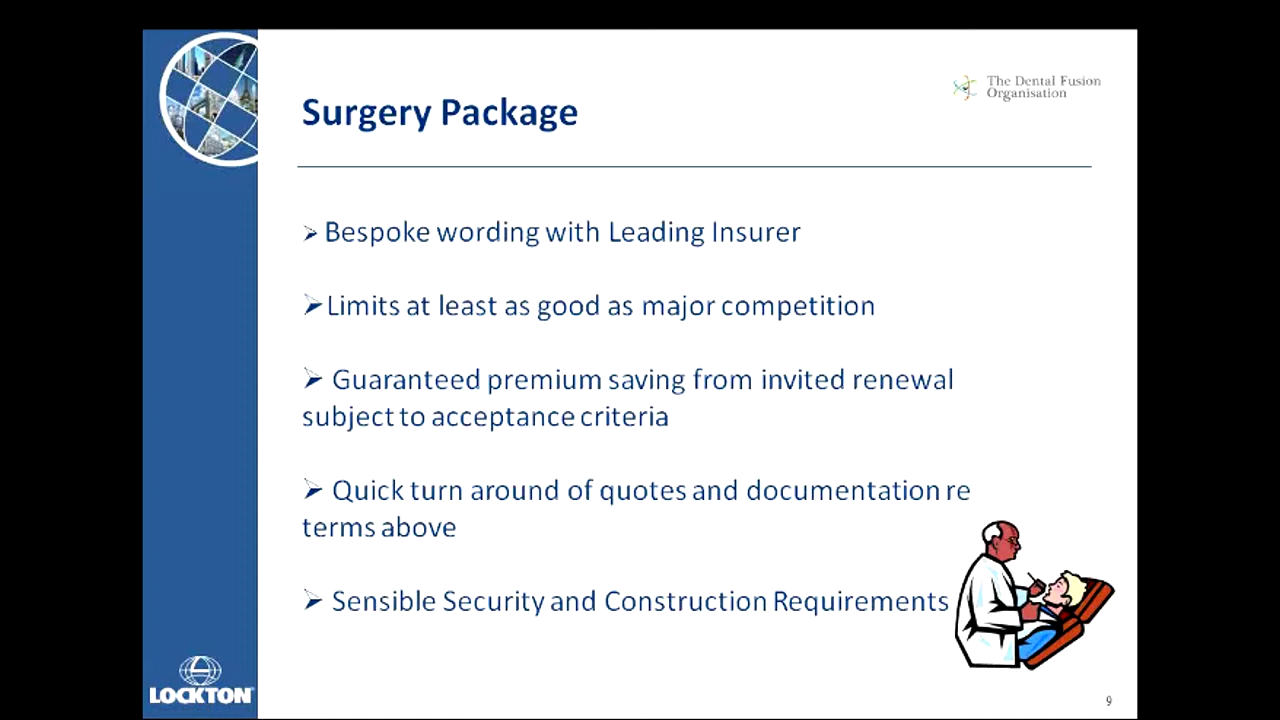 The Dental Fusion
Organisation
Surgery Package
➢ Bespoke wording with Leading Insurer
➢Limits at least as good as major competition
➢ Guaranteed premium saving from invited renewal
subject to acceptance criteria
➢ Quick turn around of quotes and documentation re
terms above
➢ Sensible Security and Construction Requirements
LOCKTON
9